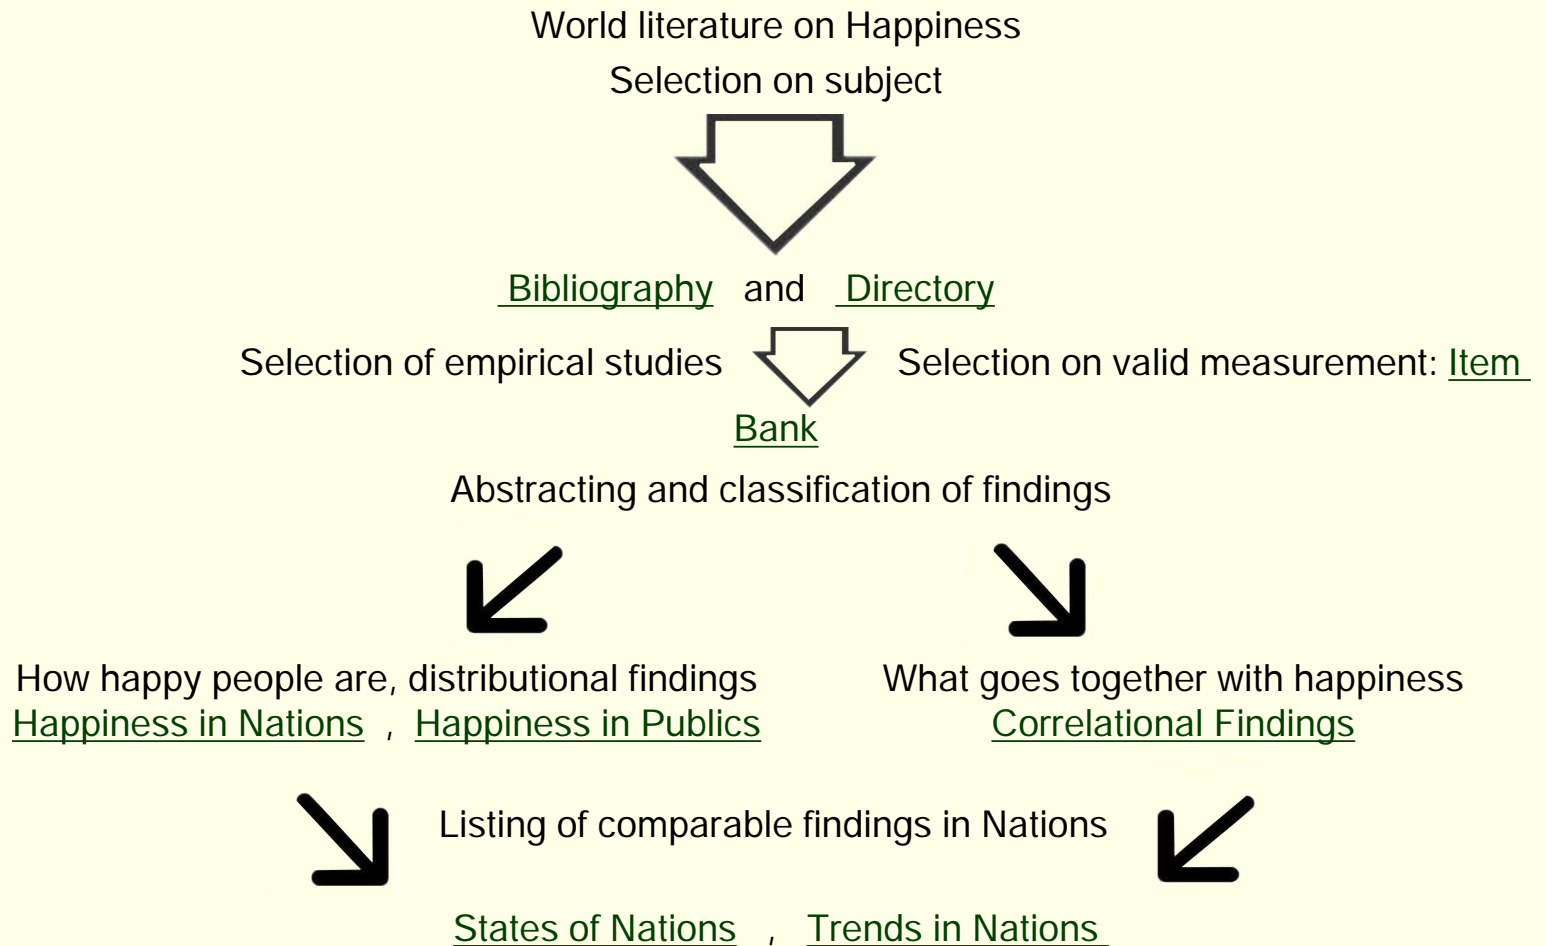 World literature on Happiness
Selection on subject
Bibliography and Directory
Selection of empirical studies Selection on valid measurement: Item
Bank
Abstracting and classification of findings
How happy people are, distributional findings What goes together with happiness
Happiness in Nations , Happiness in Publics Correlational Findings
Listing of comparable findings in Nations
States of Nations , Trends in Nations